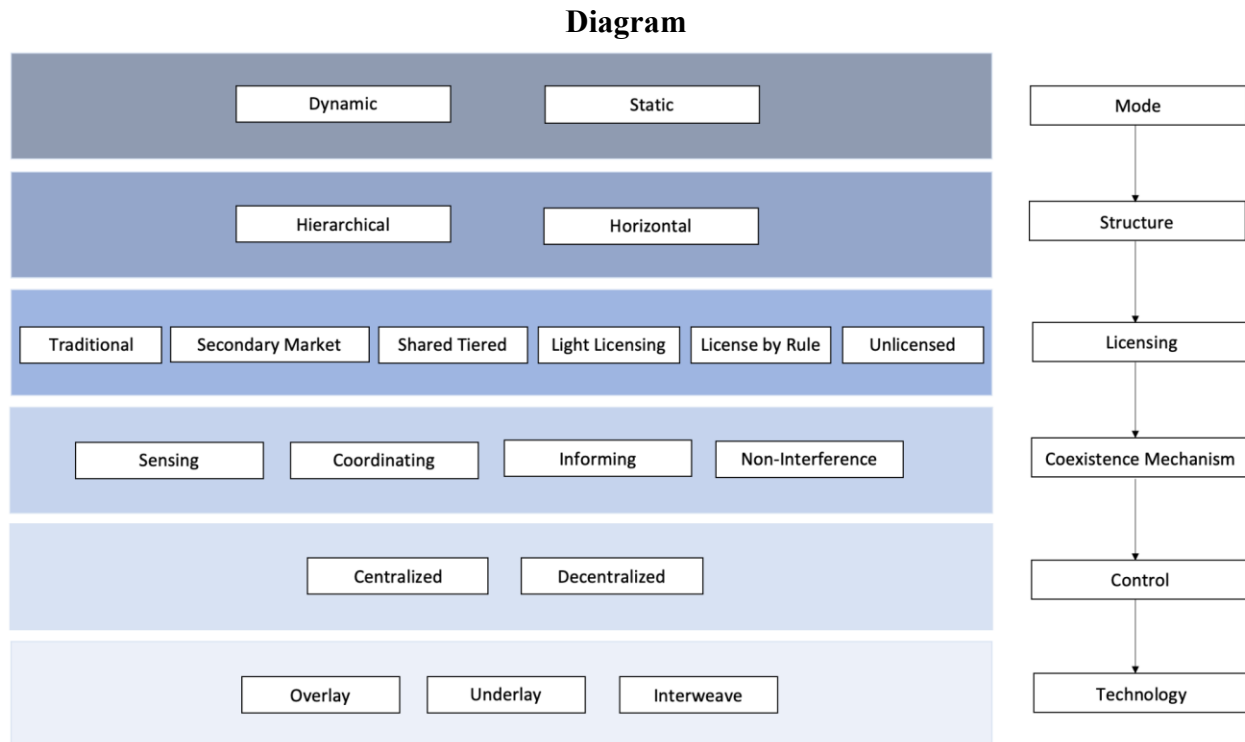 Diagram
Dynamic
Static
Mode
Hierarchical
Horizontal
Structure
Traditional
Secondary Market
Shared Tiered
Light Licensing
License by Rule
Unlicensed
Licensing
Sensing
Coordinating
Informing
Non-Interference
Coexistence Mechanism
Centralized
Decentralized
Control
Overlay
Underlay
Interweave
Technology